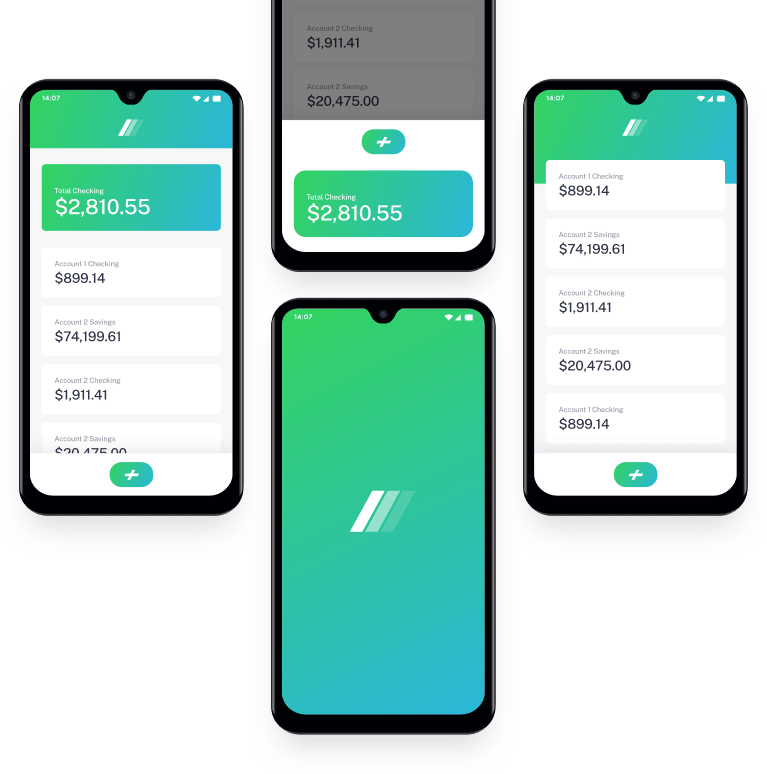 14:07
Total Checking
$2,810.55
Account 1 Checking
$899.14
Account 2 Savings
$74,199.61
Account 2 Checking
$1,911.41
Account 2 Savings
$20,475.00
Account 2 Checking
$1,911.41
Account 2 Savings
$20,475.00
Total Checking
$2,810.55
14:07
14:07
Account 1 Checking
$899.14
Account 2 Savings
$74,199.61
Account 2 Checking
$1,911.41
Account 2 Savings
$20,475.00
Account 1 Checking
$899.14